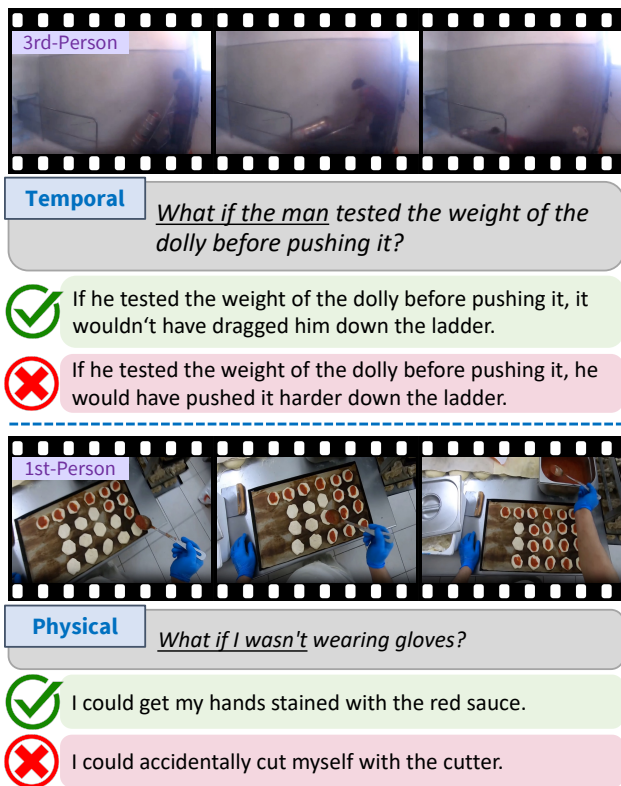 3rd-Person
Temporal
What if the man tested the weight of the
dolly before pushing it?
If he tested the weight of the dolly before pushing it, it
wouldn‘t have dragged him down the ladder.
If he tested the weight of the dolly before pushing it, he
would have pushed it harder down the ladder.
1st-Person
Physical
What if I wasn't wearing gloves?
I could get my hands stained with the red sauce.
I could accidentally cut myself with the cutter.